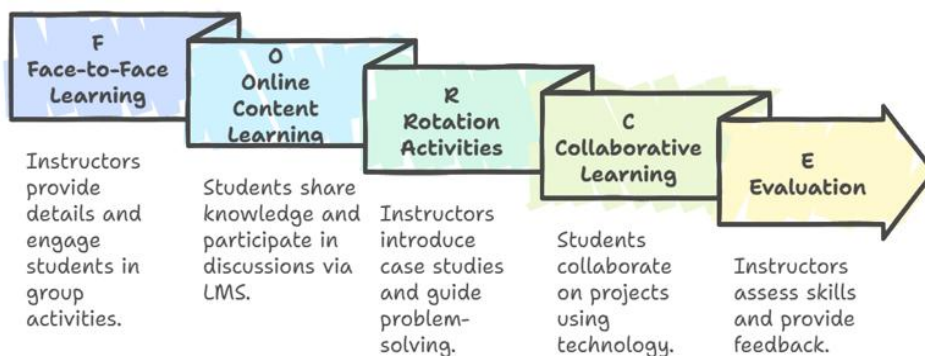 F
Face-to-Face
Learning
Instructors
provide
details and
engage
students in
group
activities.
O
Online
Content
Learning
Students share
knowledge and
participate in
discussions via
LMS.
R
Rotation
Activities
Instructors
introduce
case studies
and guide
problem-
solving.
C
Collaborative
Learning
Students
collaborate
on projects
using
technology.
E
Evaluation
Instructors
assess skills
and provide
feedback.